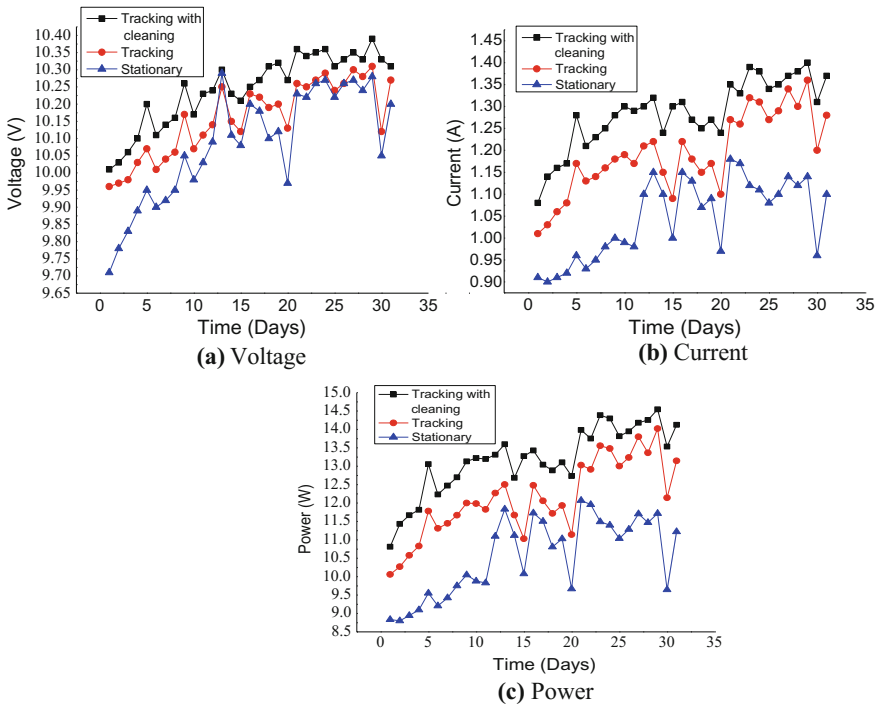 Tracking with
cleaning
Tracking
Stationary
10.40
10.35
10.30
10.25
10.20
10.15
10.10
10.05
10.00
9.95
9.90
9.85
9.80
9.75
9.70
9.65
Voltage (V)
0 5 10 15 20 25 30 35
Time (Days)
(a) Voltage
Tracking with
cleaning
Tracking
Stationary
1.45
1.40
1.35
1.30
1.25
1.20
1.15
1.10
1.05
1.00
0.95
0.90
Current (A)
0 5 10 15 20 25 30 35
Time (Days)
(b) Current
Tracking with
cleaning
Tracking
Stationary
15.0
14.5
14.0
13.5
13.0
12.5
12.0
11.5
11.0
10.5
10.0
9.5
9.0
8.5
Power (W)
0 5 10 15 20 25 30 35
Time (Days)
(c) Power